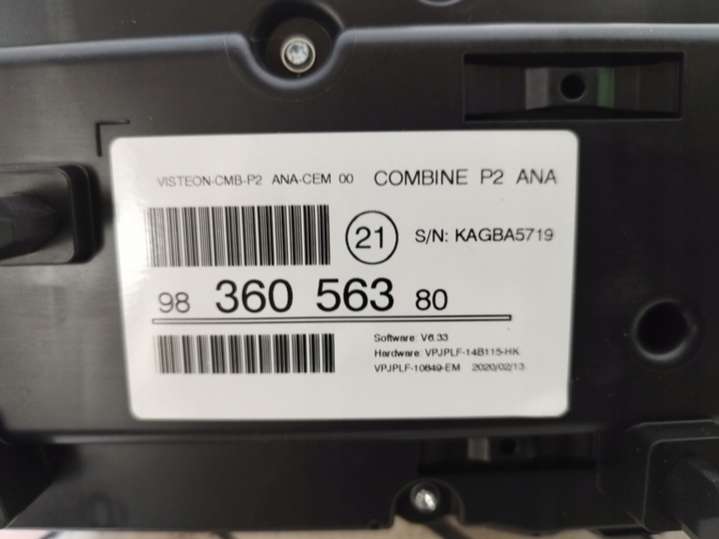 VISTEON-CMB-P2 ANA-CEM 00 COMBINE P2 ANA
21 S/N: KAGBA5719
98 360 563 80
Software: V6.33
Hardware: VPJPLF-14B115-HK
VPJPLF-10849-EM 2020/02/13